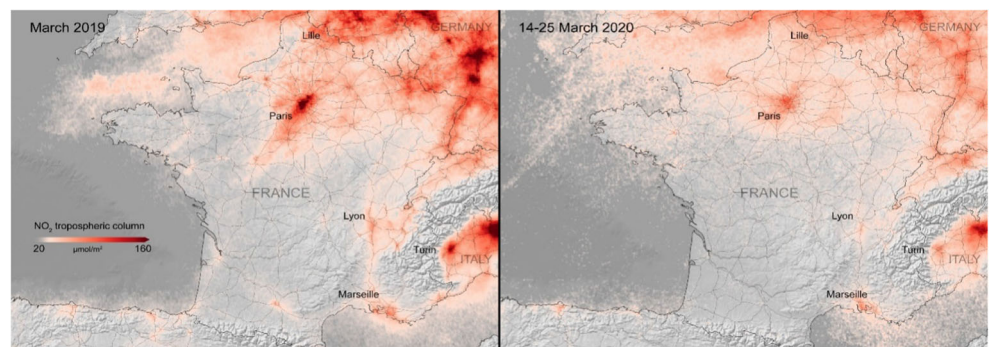 March 2019
Lille
GERMANY
Paris
FRANCE
Lyon
NO₂ tropospheric column
20 μmol/m² 160
Turin
ITALY
Marseille
14-25 March 2020
Lille
GERMANY
Paris
FRANCE
Lyon
Turin
ITALY
Marseille